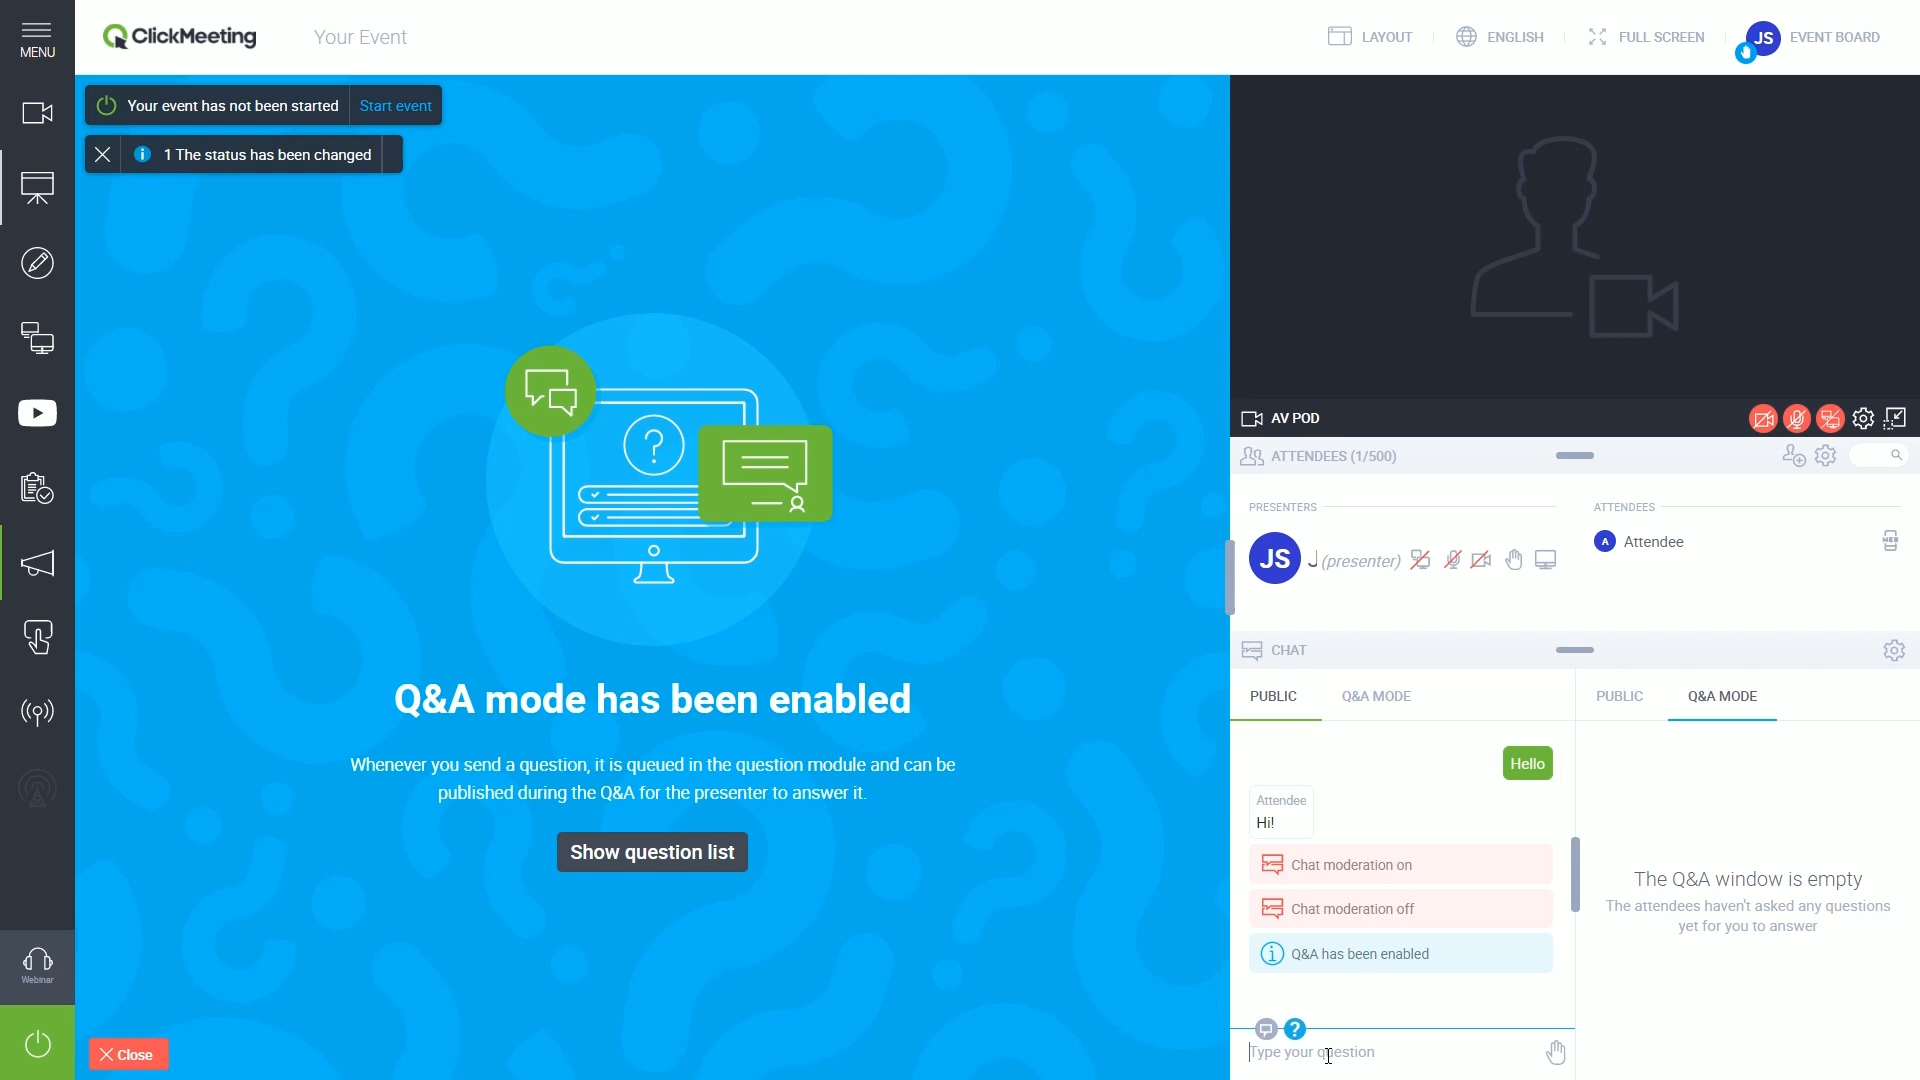 MENU
ClickMeeting
Your Event
LAYOUT
ENGLISH
FULL SCREEN
JS
EVENT BOARD
Your event has not been started
Start event
1 The status has been changed
Q&A mode has been enabled
Whenever you send a question, it is queued in the question module and can be
published during the Q&A for the presenter to answer it.
Show question list
Close
Webinar
AV POD
ATTENDEES (1/500)
PRESENTERS
JS
J (presenter)
ATTENDEES
A
Attendee
CHAT
PUBLIC
Q&A MODE
Hello
Attendee
Hi!
Chat moderation on
Chat moderation off
Q&A has been enabled
Type your question
PUBLIC
Q&A MODE
The Q&A window is empty
The attendees haven't asked any questions
yet for you to answer